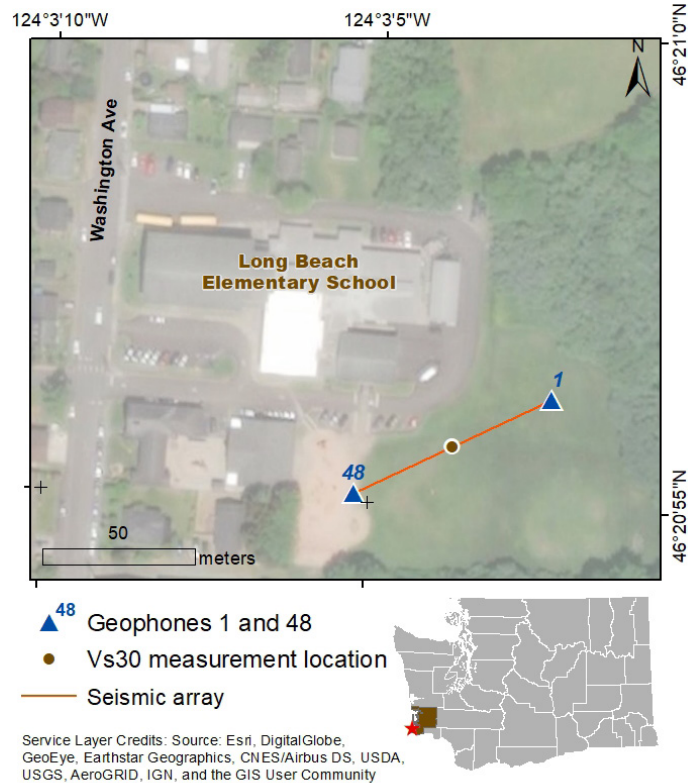 124°3'10"W
124°3'5"W
46°21'0"N
N
Washington Ave
Long Beach
Elementary School
1
48
46°20'55"N
50
meters
48
Geophones 1 and 48
Vs30 measurement location
Seismic array
Service Layer Credits: Source: Esri, DigitalGlobe,
GeoEye, Earthstar Geographics, CNES/Airbus DS, USDA,
USGS, AeroGRID, IGN, and the GIS User Community